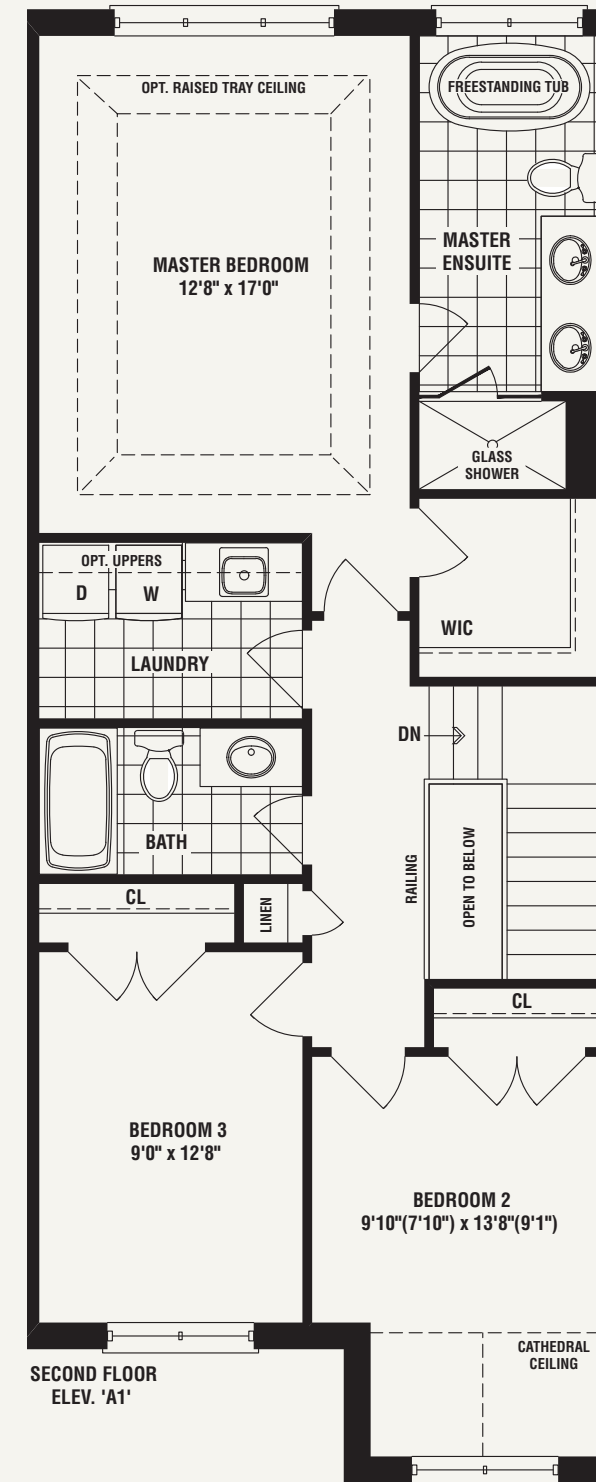 OPT. RAISED TRAY CEILING
FREESTANDING TUB
MASTER BEDROOM
12'8" x 17'0"
MASTER
ENSUITE
GLASS
SHOWER
OPT. UPPERS
D
W
LAUNDRY
WIC
DN
BATH
RAILING
OPEN TO BELOW
CL
LINEN
CL
BEDROOM 3
9'0" x 12'8"
BEDROOM 2
9'10"(7'10") x 13'8"(9'1")
CATHEDRAL
CEILING
SECOND FLOOR
ELEV. 'A1'